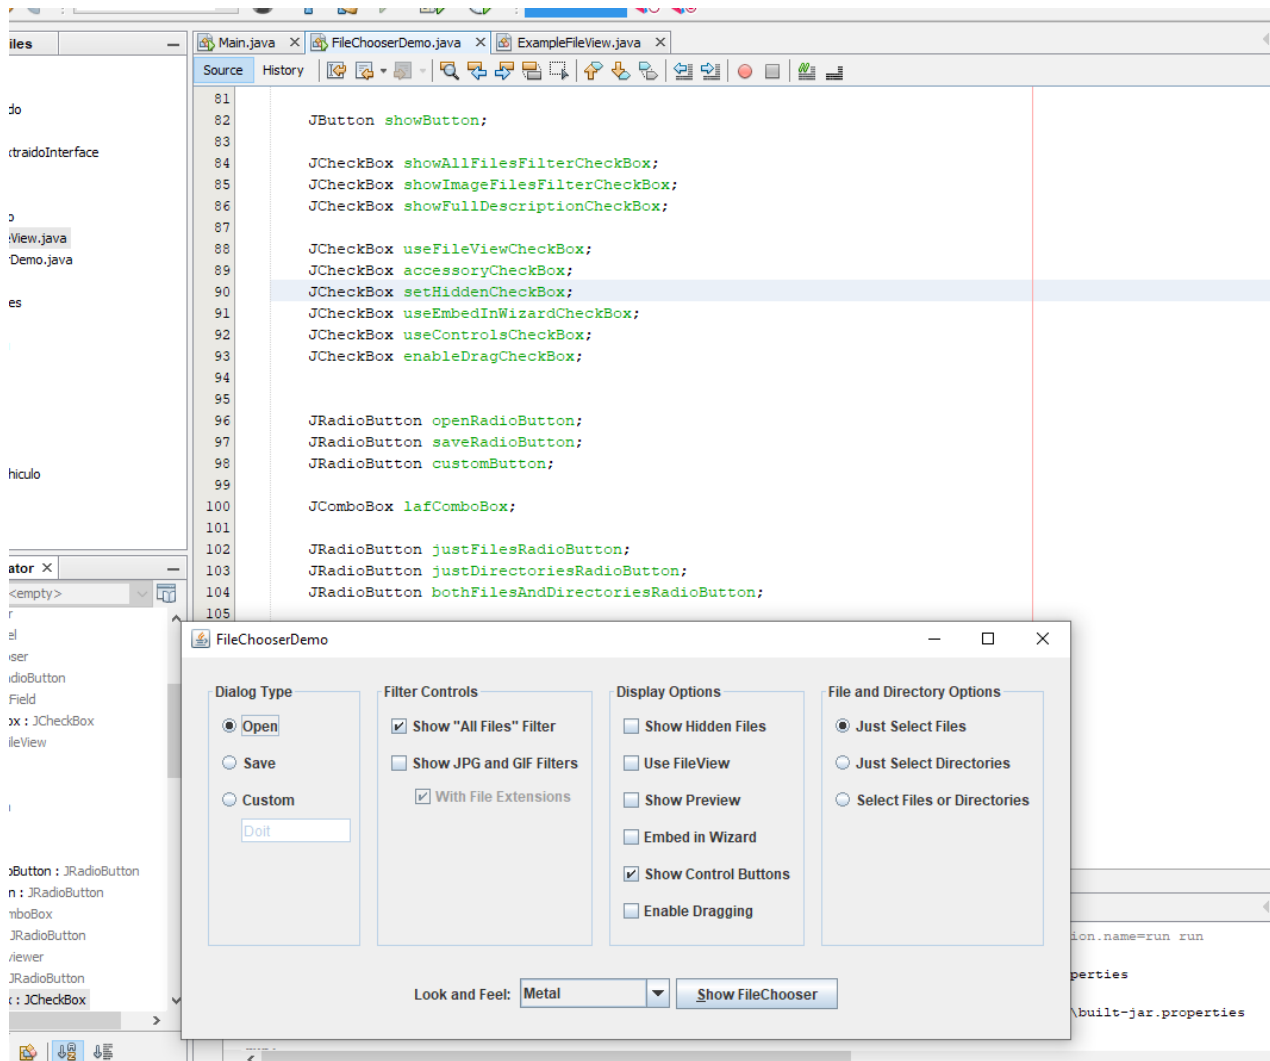 iles
Main.java FileChooserDemo.java ExampleFileView.java
Source History
do
xtraidoInterface
View.java
Demo.java
es
hiculo
81
82 JButton showButton;
83
84 JCheckBox showAllFilesFilterCheckBox;
85 JCheckBox showImageFilesFilterCheckBox;
86 JCheckBox showFullDescriptionCheckBox;
87
88 JCheckBox useFileViewCheckBox;
89 JCheckBox accessoryCheckBox;
90 JCheckBox setHiddenCheckBox;
91 JCheckBox useEmbedInWizardCheckBox;
92 JCheckBox useControlsCheckBox;
93 JCheckBox enableDragCheckBox;
94
95
96 JRadioButton openRadioButton;
97 JRadioButton saveRadioButton;
98 JRadioButton customButton;
99
100 JComboBox lafComboBox;
101
102 JRadioButton justFilesRadioButton;
103 JRadioButton justDirectoriesRadioButton;
104 JRadioButton bothFilesAndDirectoriesRadioButton;
105
ator
<empty>
r
el
oser
adioButton
Field
ox : JCheckBox
ileView
oButton : JRadioButton
n : JRadioButton
mboBox
JRadioButton
viewer
JRadioButton
x : JCheckBox
FileChooserDemo
Dialog Type
Open
Save
Custom
Doit
Filter Controls
Show "All Files" Filter
Show JPG and GIF Filters
With File Extensions
Display Options
Show Hidden Files
Use FileView
Show Preview
Embed in Wizard
Show Control Buttons
Enable Dragging
File and Directory Options
Just Select Files
Just Select Directories
Select Files or Directories
Look and Feel: Metal Show FileChooser
ion.name=run run
perties
\built-jar.properties